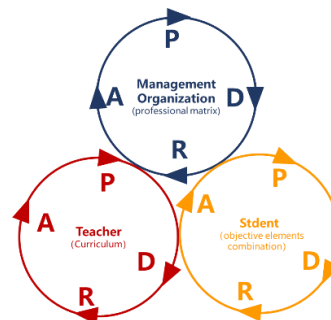 P
Management
Organization
(professional matrix)
A
D
R
P
Teacher
(Curriculum)
A
D
R
P
A
Stdent
(objective elements
combination)
D
R